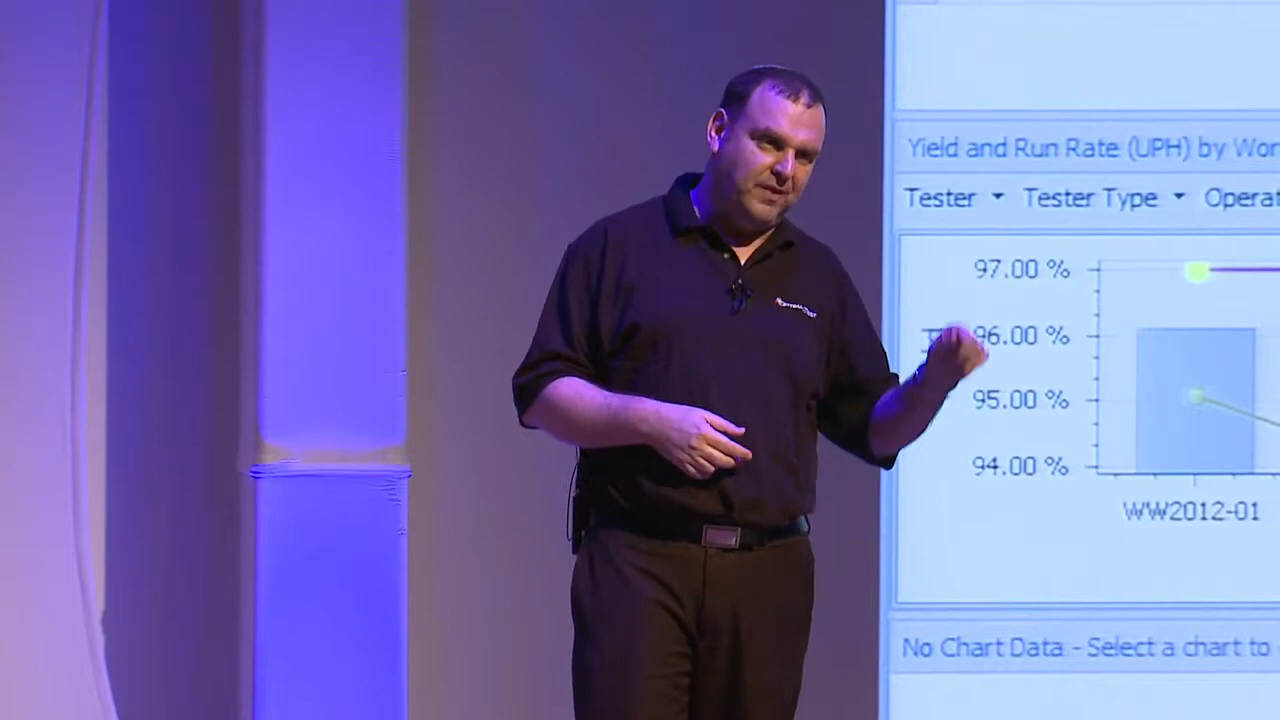 Yield and Run Rate (UPH) by Wor
Tester Tester Type Operat
97.00 %
96.00 %
95.00 %
94.00 %
WW2012-01
No Chart Data - Select a chart to